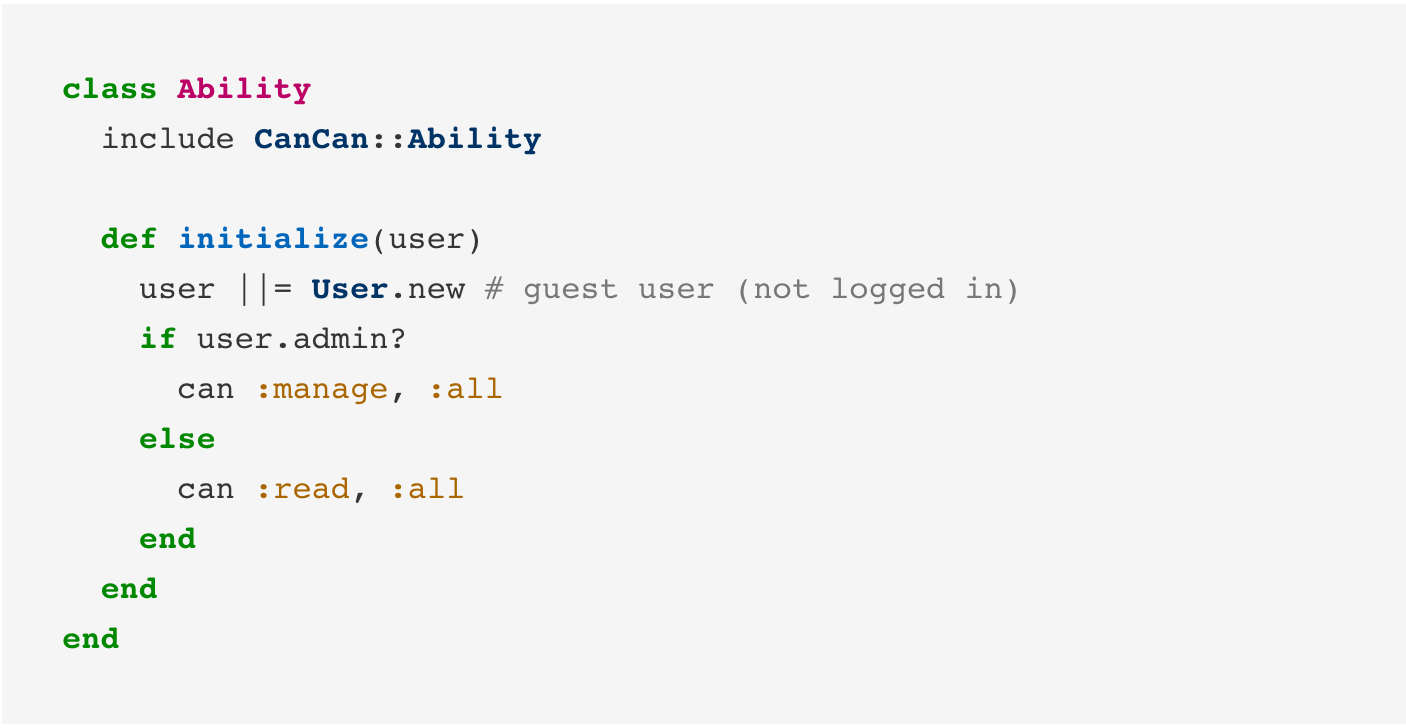 class Ability
  include CanCan::Ability

  def initialize(user)
    user ||= User.new # guest user (not logged in)
    if user.admin?
      can :manage, :all
    else
      can :read, :all
    end
  end
end